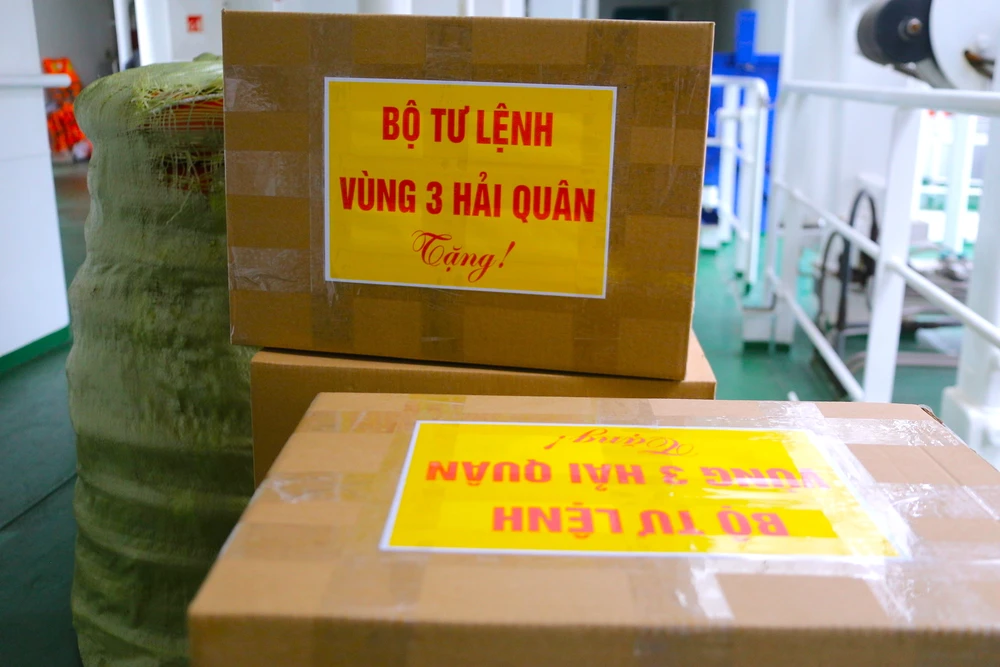 BỘ TƯ LỆNH
VÙNG 3 HẢI QUÂN
Tặng!
BỘ TƯ LỆNH
VÙNG 3 HẢI QUÂN
Tặng!